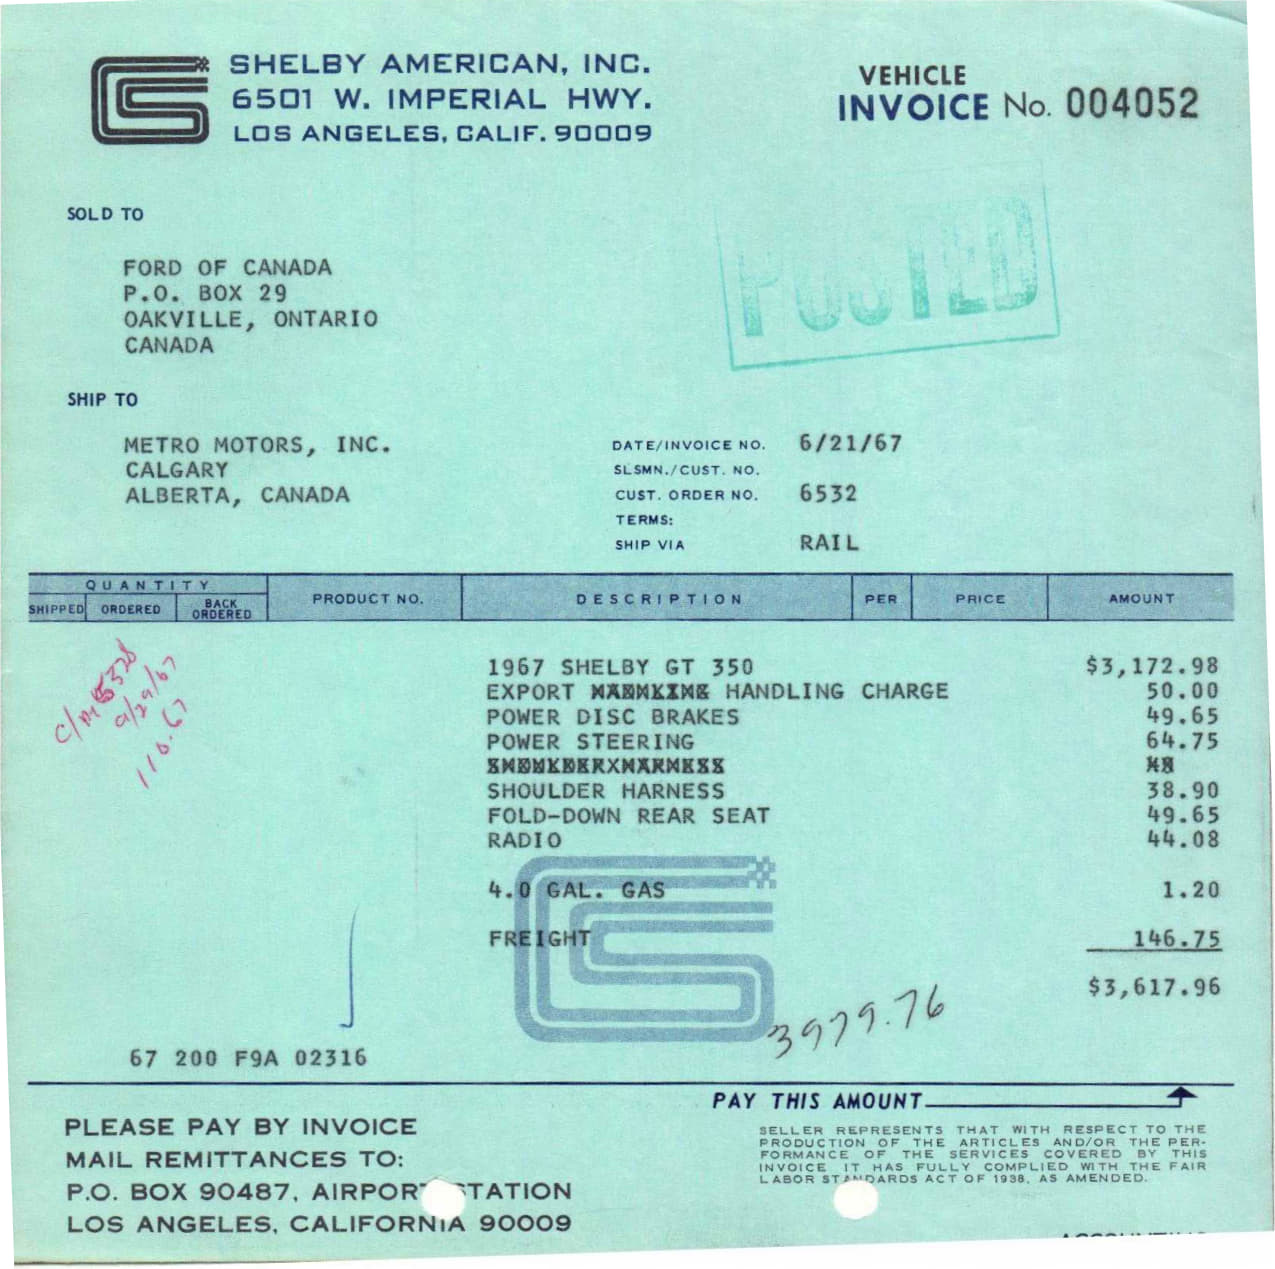 SHELBY AMERICAN, INC.
6501 W. IMPERIAL HWY.
LOS ANGELES, CALIF. 90009
VEHICLE
INVOICE No. 004052
POSTED
SOLD TO
FORD OF CANADA
P.O. BOX 29
OAKVILLE, ONTARIO
CANADA
SHIP TO
METRO MOTORS, INC.
CALGARY
ALBERTA, CANADA
DATE/INVOICE NO. 6/21/67
SLSMN./CUST. NO.
CUST. ORDER NO. 6532
TERMS:
SHIP VIA RAIL
QUANTITY
SHIPPED ORDERED BACK ORDERED PRODUCT NO. DESCRIPTION PER PRICE AMOUNT
9/29/67
110.67
1967 SHELBY GT 350 $3,172.98
EXPORT HANDLING CHARGE 50.00
POWER DISC BRAKES 49.65
POWER STEERING 64.75
SHOULDER HARNESS 38.90
FOLD-DOWN REAR SEAT 49.65
RADIO 44.08
4.0 GAL. GAS 1.20
FREIGHT 146.75
$3,617.96
3979.76
67 200 F9A 02316
PAY THIS AMOUNT
PLEASE PAY BY INVOICE
MAIL REMITTANCES TO:
P.O. BOX 90487, AIRPORT STATION
LOS ANGELES, CALIFORNIA 90009
SELLER REPRESENTS THAT WITH RESPECT TO THE
PRODUCTION OF THE ARTICLES AND/OR THE PER-
FORMANCE OF THE SERVICES COVERED BY THIS
INVOICE IT HAS FULLY COMPLIED WITH THE FAIR
LABOR STANDARDS ACT OF 1938, AS AMENDED.